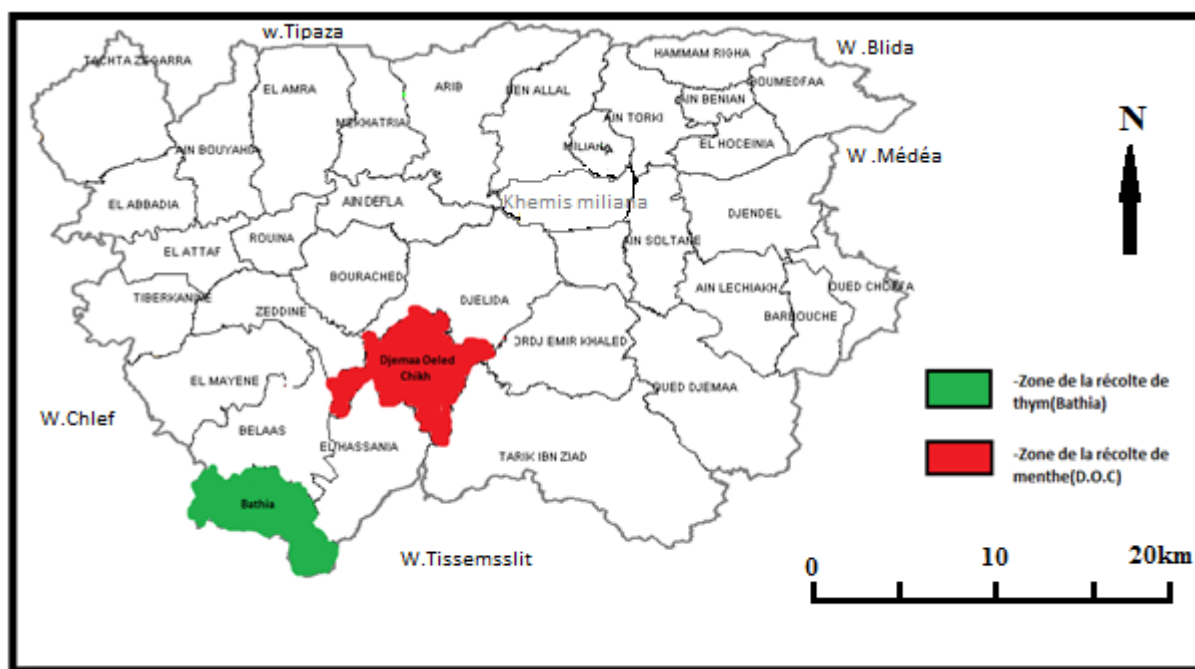 w.Tipaza
W .Blida
TACHTA ZEGARRA
HAMMAM RIGHA
EL AMRA
ARIB
BEN ALLAL
BOUMEDFAA
AIN BENIAN
MEKHATRIA
AIN TORKI
N
AIN BOUYAHIA
MILIANA
EL HOCEINIA
W .Médéa
EL ABBADIA
AIN DEFLA
Khemis miliana
DJENDEL
ROUINA
EL ATTAF
AIN SOLTANE
BOURACHED
TIBERKANINE
DJELIDA
AIN LECHIAKH
OUED CHORFA
ZEDDINE
BARBOUCHE
Djemaa Oeled
Chikh
EMIR KHALED
EL MAYENE
OUED DJEMAA
-Zone de la récolte de
thym(Bathia)
W.Chlef
BELAAS
EL HASSANIA
TARIK IBN ZIAD
-Zone de la récolte de
menthe(D.O.C)
Bathia
W.Tissemsslit
0 10 20km